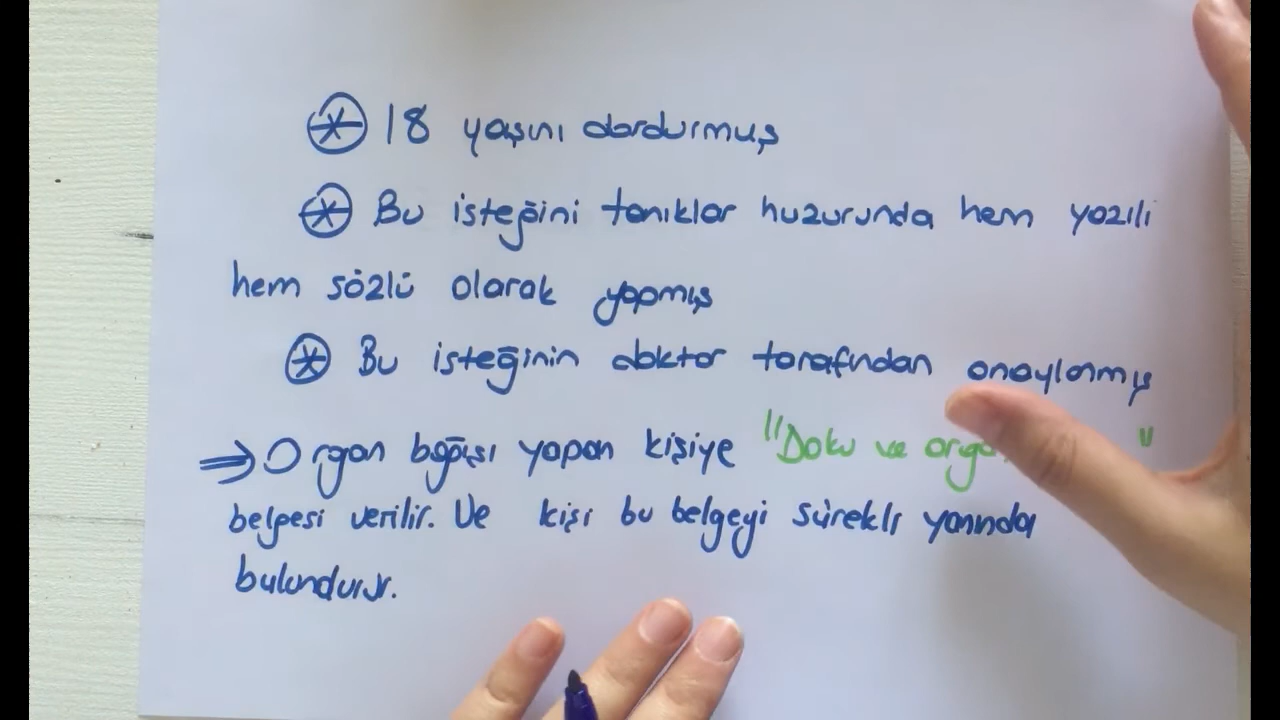 ⊛ 18 yaşını doldurmuş
⊛ Bu isteğini tanıklar huzurunda hem yazılı
hem sözlü olarak yapmış
⊛ Bu isteğinin doktor tarafından onaylanmış
⇒ Organ bağışı yapan kişiye "Doku ve "
belgesi verilir. Ve kişi bu belgeyi sürekli yanında
bulundurur.